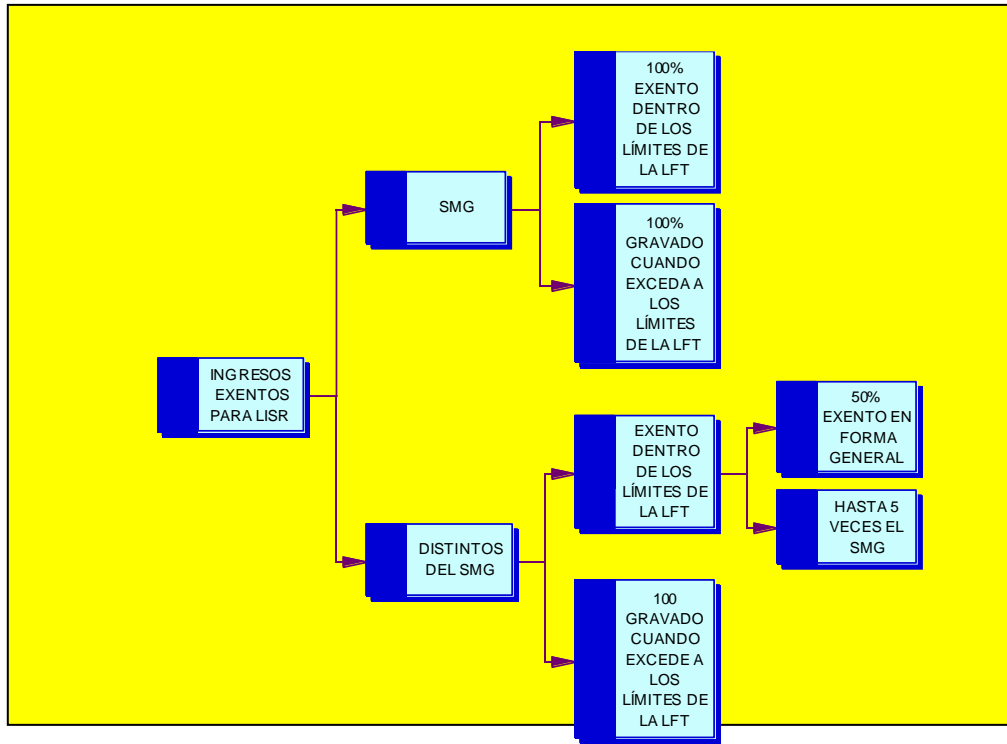 INGRESOS
EXENTOS
PARA LISR
SMG
100%
EXENTO
DENTRO
DE LOS
LÍMITES DE
LA LFT
100%
GRAVADO
CUANDO
EXCEDA A
LOS
LÍMITES
DE LA LFT
DISTINTOS
DEL SMG
EXENTO
DENTRO
DE LOS
LÍMITES DE
LA LFT
50%
EXENTO EN
FORMA
GENERAL
HASTA 5
VECES EL
SMG
100
GRAVADO
CUANDO
EXCEDE A
LOS
LÍMITES DE
LA LFT